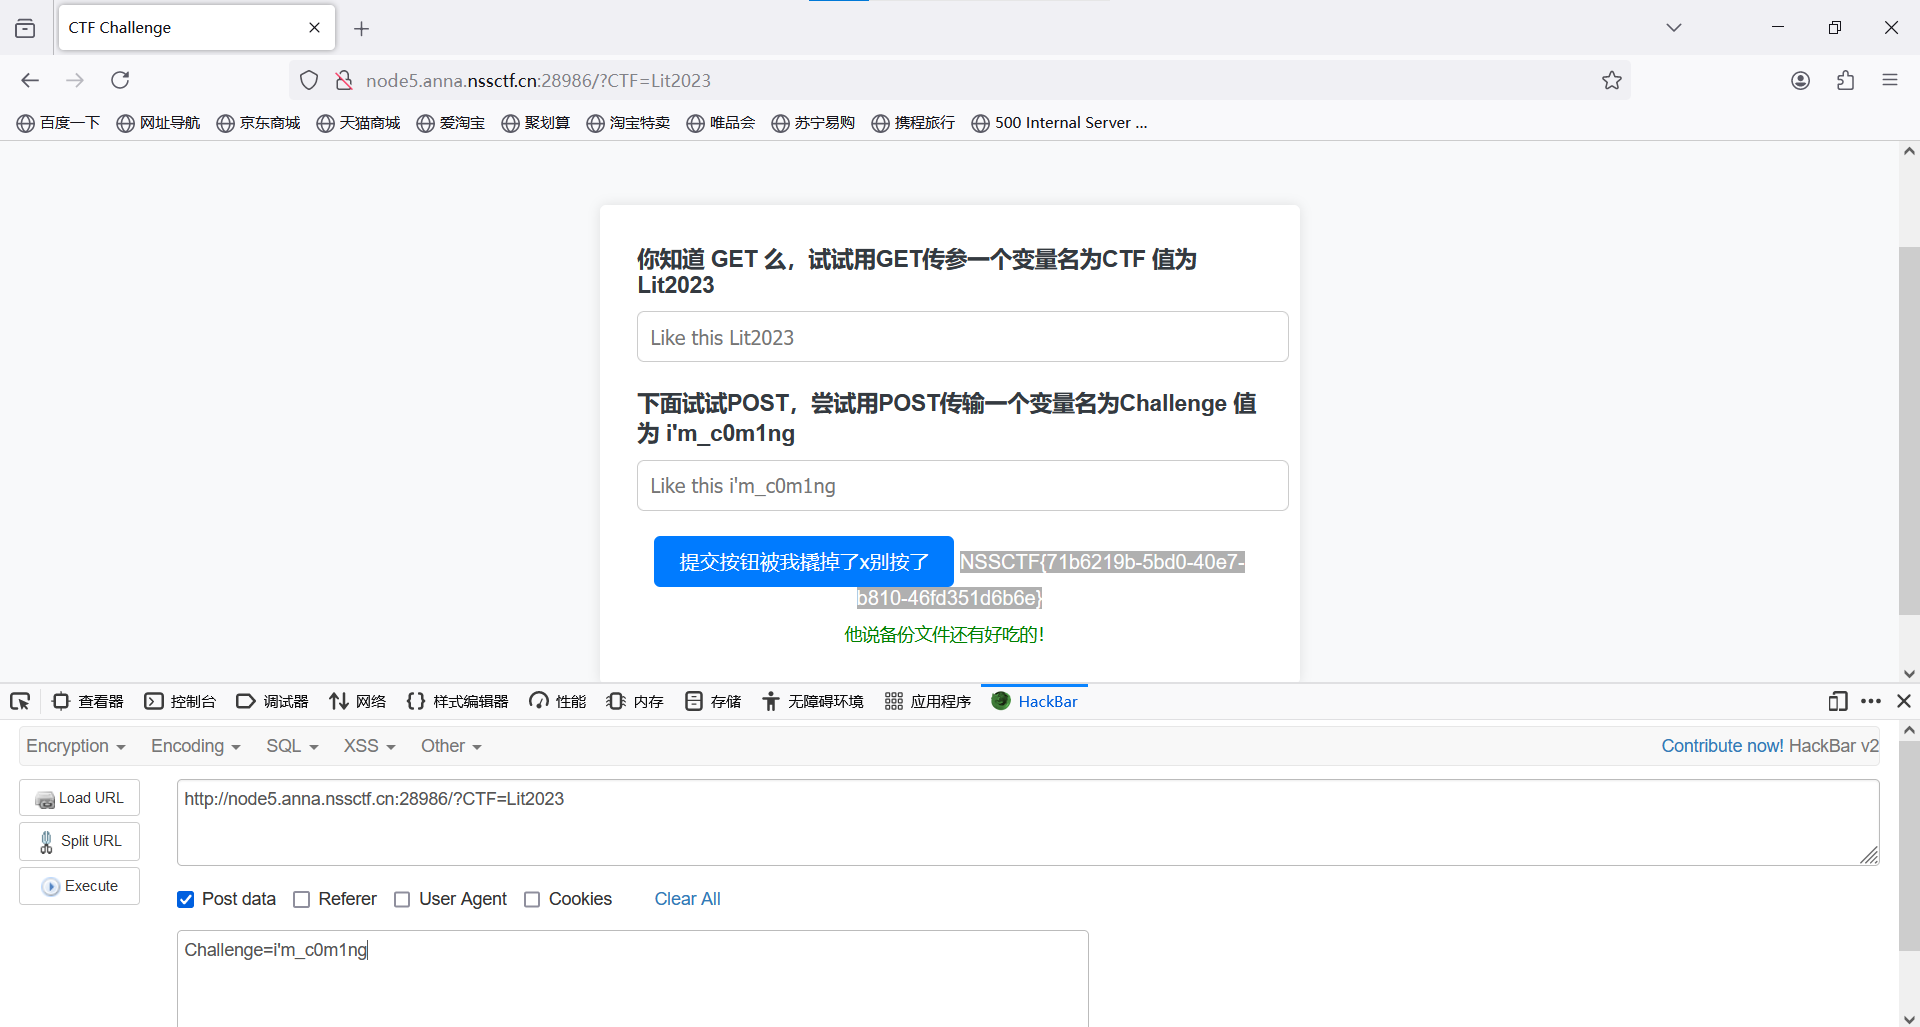 CTF Challenge
node5.anna.nssctf.cn:28986/?CTF=Lit2023
百度一下 网址导航 京东商城 天猫商城 爱淘宝 聚划算 淘宝特卖 唯品会 苏宁易购 携程旅行 500 Internal Server ...
你知道 GET 么，试试用GET传参一个变量名为CTF 值为
Lit2023
Like this Lit2023
下面试试POST，尝试用POST传输一个变量名为Challenge 值
为 i'm_c0m1ng
Like this i'm_c0m1ng
提交按钮被我撬掉了x别按了 NSSCTF{71b6219b-5bd0-40e7-
b810-46fd351d6b6e}
他说备份文件还有好吃的！
查看器 控制台 调试器 网络 样式编辑器 性能 内存 存储 无障碍环境 应用程序 HackBar
Encryption Encoding SQL XSS Other Contribute now! HackBar v2
Load URL http://node5.anna.nssctf.cn:28986/?CTF=Lit2023
Split URL
Execute
Post data Referer User Agent Cookies Clear All
Challenge=i'm_c0m1ng